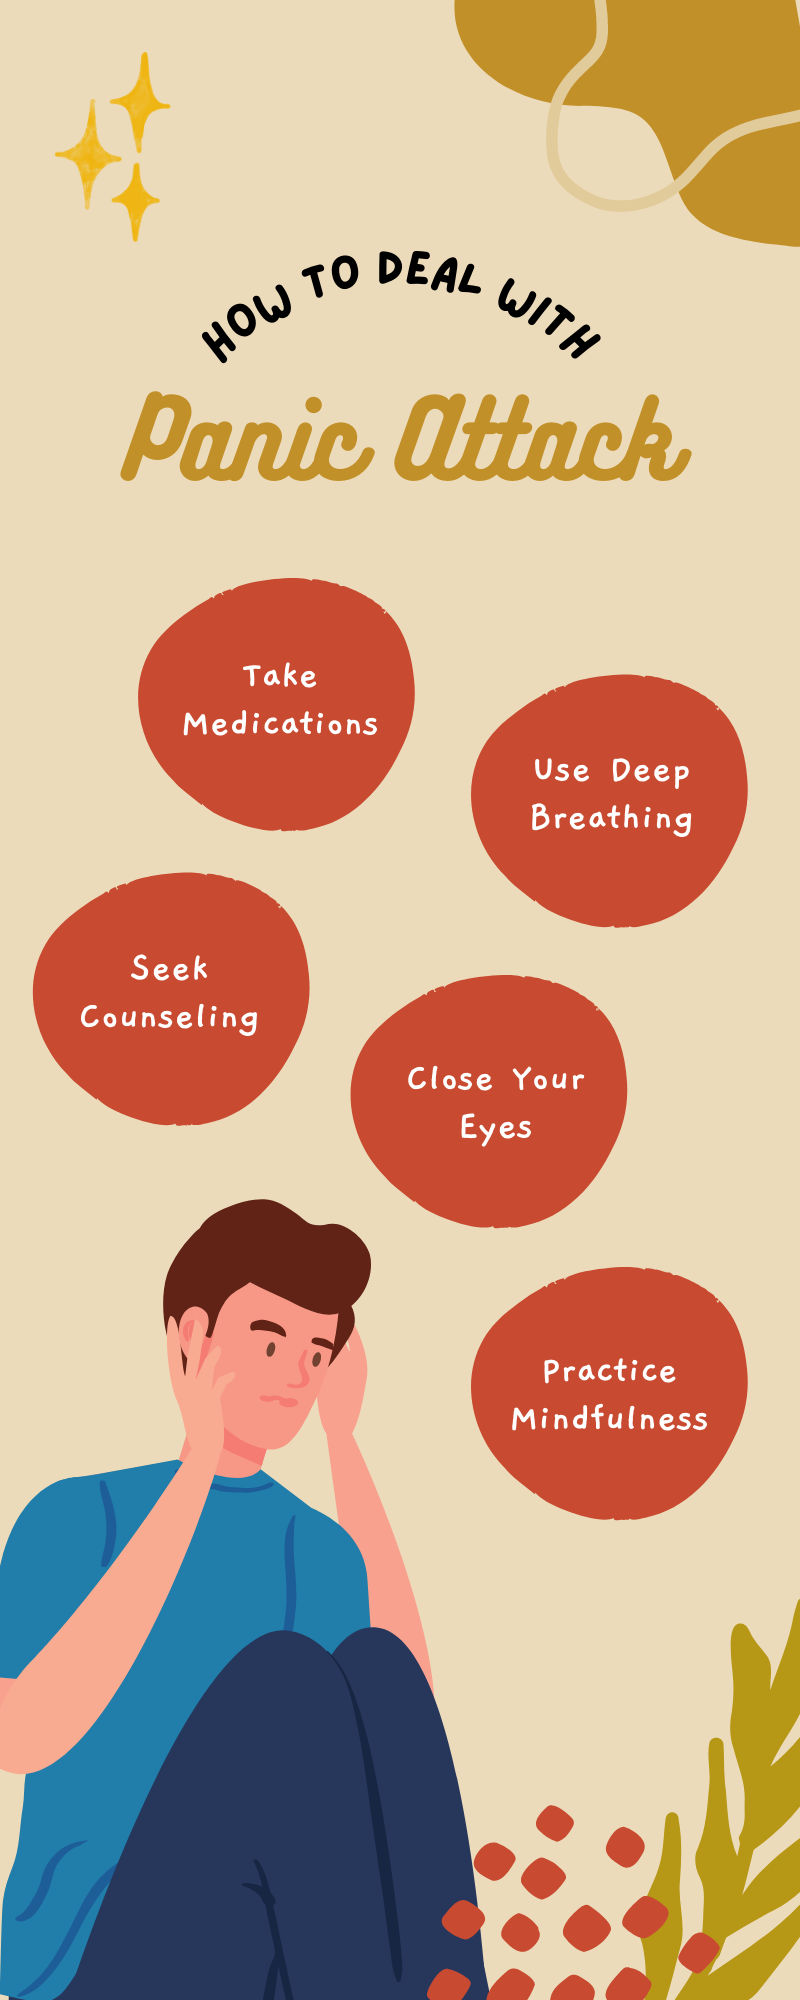 HOW TO DEAL WITH
Panic Attack
Take
Medications
Use Deep
Breathing
Seek
Counseling
Close Your
Eyes
Practice
Mindfulness